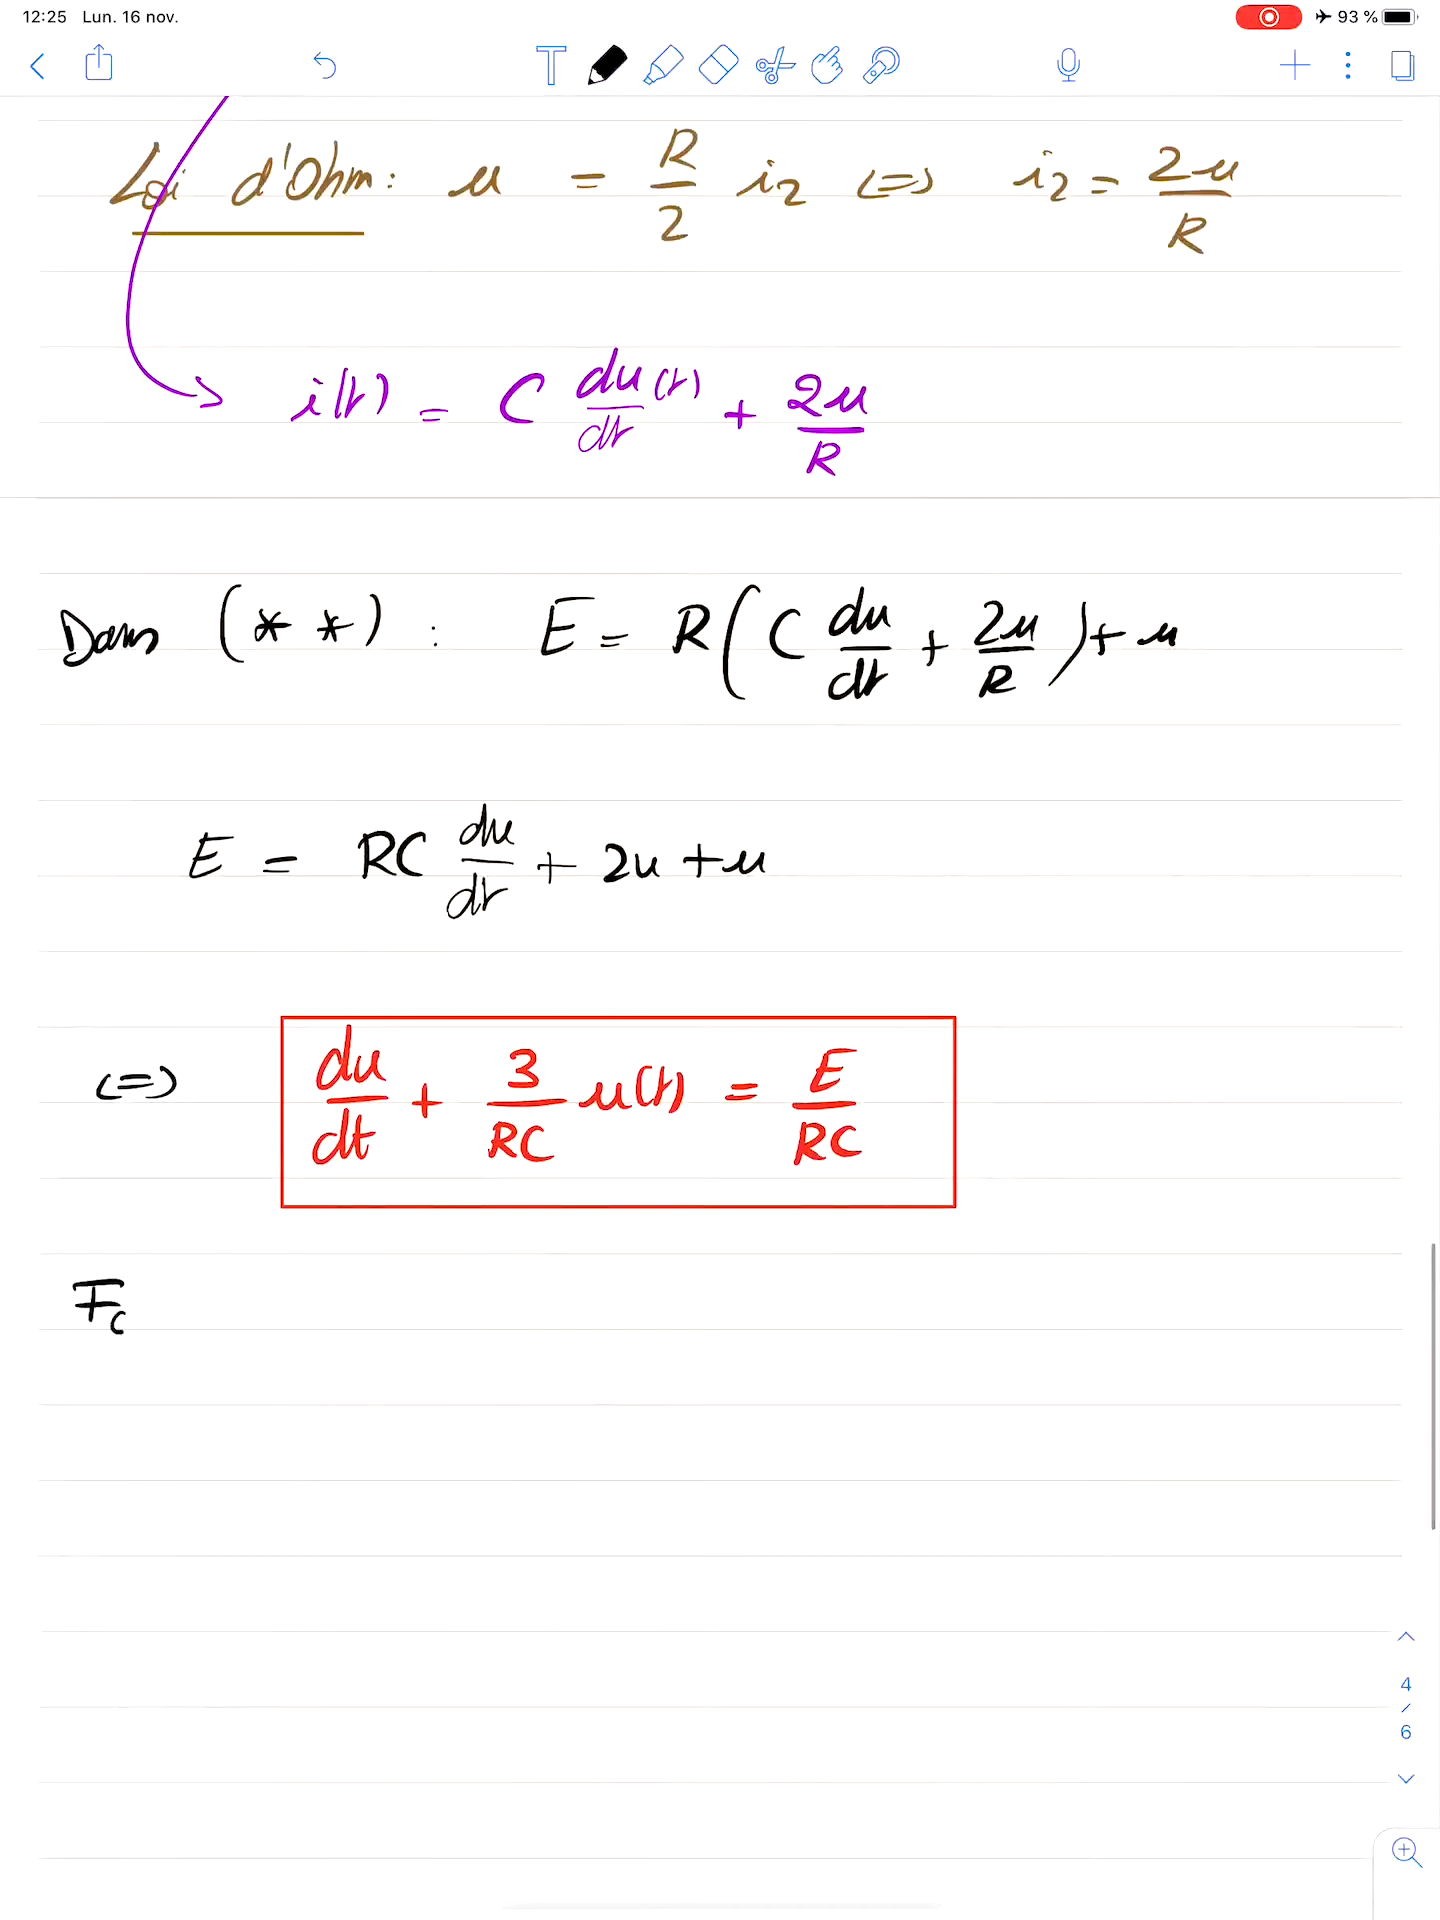 12:25 Lun. 16 nov. 93 %
T
Loi d'Ohm : u = R/2 i₂ <=> i₂ = 2u/R
i(t) = C du(t)/dt + 2u/R
Dans (**) : E = R(C du/dt + 2u/R) + u
E = RC du/dt + 2u + u
<=> du/dt + 3/RC u(t) = E/RC
Fc
4
/
6